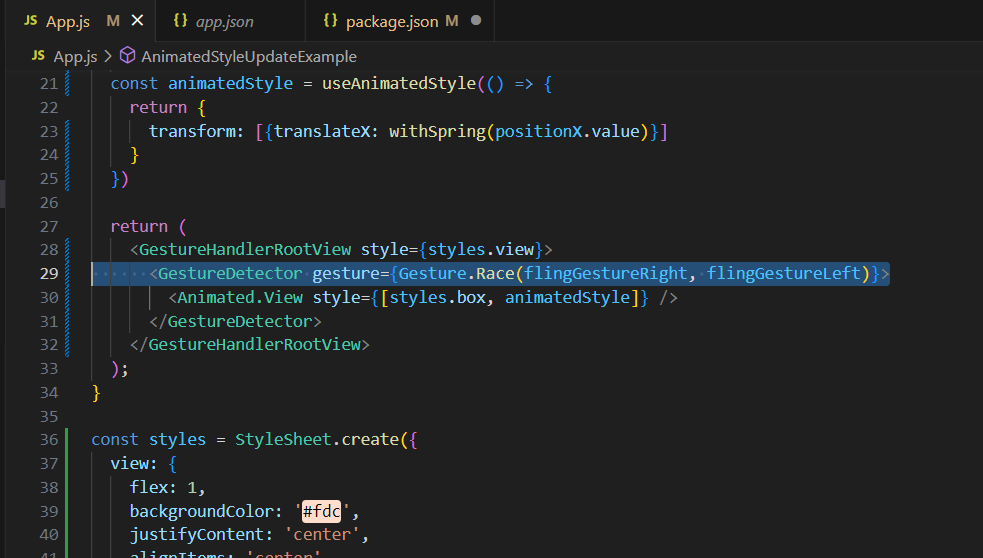 JS App.js M × {} app.json {} package.json M ●
JS App.js > AnimatedStyleUpdateExample
21 const animatedStyle = useAnimatedStyle(() => {
22 return {
23 transform: [{translateX: withSpring(positionX.value)}]
24 }
25 })
26
27 return (
28 <GestureHandlerRootView style={styles.view}>
29 <GestureDetector gesture={Gesture.Race(flingGestureRight, flingGestureLeft)}>
30 <Animated.View style={[styles.box, animatedStyle]} />
31 </GestureDetector>
32 </GestureHandlerRootView>
33 );
34 }
35
36 const styles = StyleSheet.create({
37 view: {
38 flex: 1,
39 backgroundColor: '#fdc',
40 justifyContent: 'center',
41 alignItems: 'center'